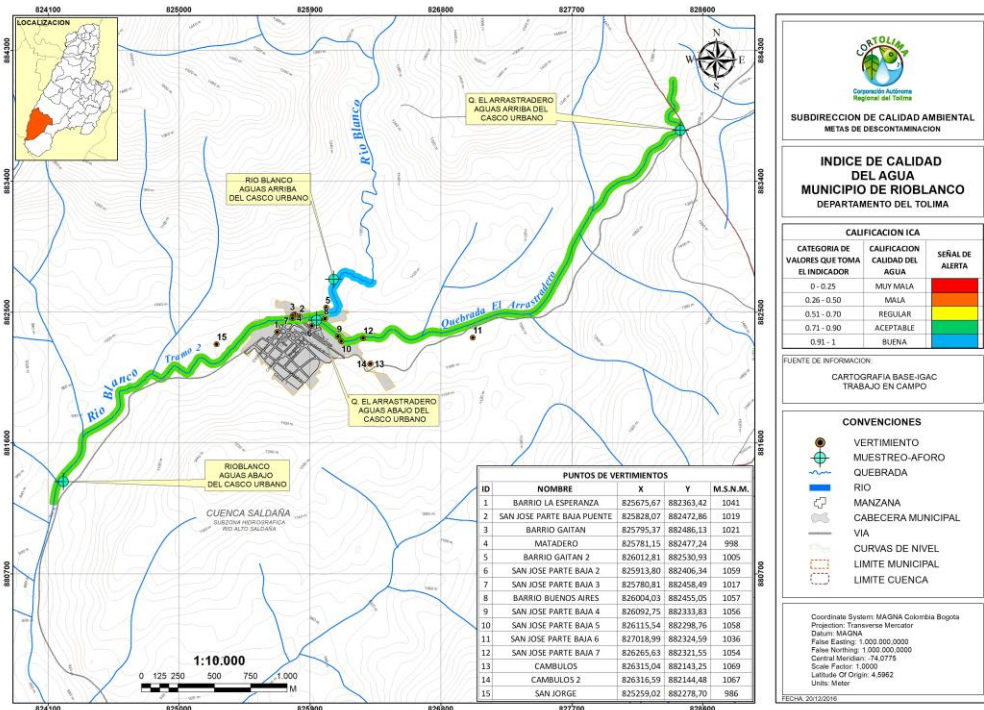 824100 825000 825900 826800 827700 828600
LOCALIZACION
N
W E
S
884300
883400
882500
881600
880700
Q. EL ARRASTRADERO
AGUAS ARRIBA DEL
CASCO URBANO
Rio Blanco
RIO BLANCO
AGUAS ARRIBA
DEL CASCO URBANO
Quebrada El Arrastradero
Rio Blanco Tramo 2
Q. EL ARRASTRADERO
AGUAS ABAJO DEL
CASCO URBANO
RIOBLANCO
AGUAS ABAJO
DEL CASCO URBANO
CUENCA SALDAÑA
SUBZONA HIDROGRAFICA
RIO ALTO SALDAÑA
1:10.000
0 125 250 500 750 1.000
M
PUNTOS DE VERTIMIENTOS
ID NOMBRE X Y M.S.N.M.
1 BARRIO LA ESPERANZA 825675,67 882363,42 1041
2 SAN JOSE PARTE BAJA PUENTE 825828,07 882472,86 1019
3 BARRIO GAITAN 825795,37 882486,13 1021
4 MATADERO 825781,15 882477,24 998
5 BARRIO GAITAN 2 826012,81 882530,93 1005
6 SAN JOSE PARTE BAJA 2 825913,80 882406,34 1059
7 SAN JOSE PARTE BAJA 3 825780,81 882458,49 1017
8 BARRIO BUENOS AIRES 826004,03 882455,05 1057
9 SAN JOSE PARTE BAJA 4 826092,75 882333,83 1056
10 SAN JOSE PARTE BAJA 5 826115,54 882298,76 1058
11 SAN JOSE PARTE BAJA 6 827018,99 882324,59 1036
12 SAN JOSE PARTE BAJA 7 826265,63 882321,55 1054
13 CAMBULOS 826315,04 882143,25 1069
14 CAMBULOS 2 826316,59 882144,48 1067
15 SAN JORGE 825259,02 882278,70 986
824100 825000 825900 826800 827700 828600
CORTOLIMA
Corporación Autónoma
Regional del Tolima
SUBDIRECCION DE CALIDAD AMBIENTAL
METAS DE DESCONTAMINACION
INDICE DE CALIDAD
DEL AGUA
MUNICIPIO DE RIOBLANCO
DEPARTAMENTO DEL TOLIMA
CALIFICACION ICA
CATEGORIA DE VALORES QUE TOMA EL INDICADOR CALIFICACION CALIDAD DEL AGUA SEÑAL DE ALERTA
0 - 0.25 MUY MALA
0.26 - 0.50 MALA
0.51 - 0.70 REGULAR
0.71 - 0.90 ACEPTABLE
0.91 - 1 BUENA
FUENTE DE INFORMACION:
CARTOGRAFIA BASE-IGAC
TRABAJO EN CAMPO
CONVENCIONES
VERTIMIENTO
MUESTREO-AFORO
QUEBRADA
RIO
MANZANA
CABECERA MUNICIPAL
VIA
CURVAS DE NIVEL
LIMITE MUNICIPAL
LIMITE CUENCA
Coordinate System: MAGNA Colombia Bogota
Projection: Transverse Mercator
Datum: MAGNA
False Easting: 1.000.000,0000
False Northing: 1.000.000,0000
Central Meridian: -74,0775
Scale Factor: 1,0000
Latitude Of Origin: 4,5962
Units: Meter
FECHA: 20/12/2016